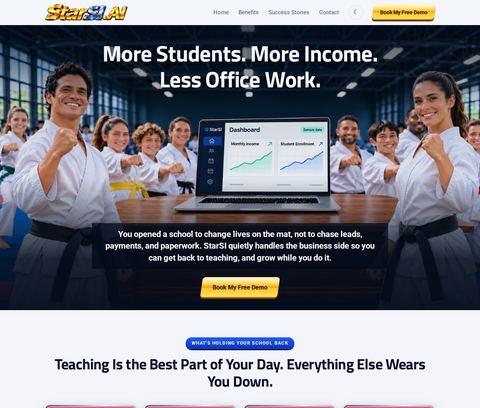 StarSI.AI
Home Benefits Success Stories Contact
Book My Free Demo
More Students. More Income.
Less Office Work.
StarSI
Dashboard
Sample data
Monthly income
Student Enrollment
You opened a school to change lives on the mat, not to chase leads,
payments, and paperwork. StarSI quietly handles the business side so you
can get back to teaching, and grow while you do it.
Book My Free Demo
WHAT'S HOLDING YOUR SCHOOL BACK
Teaching Is the Best Part of Your Day. Everything Else Wears
You Down.